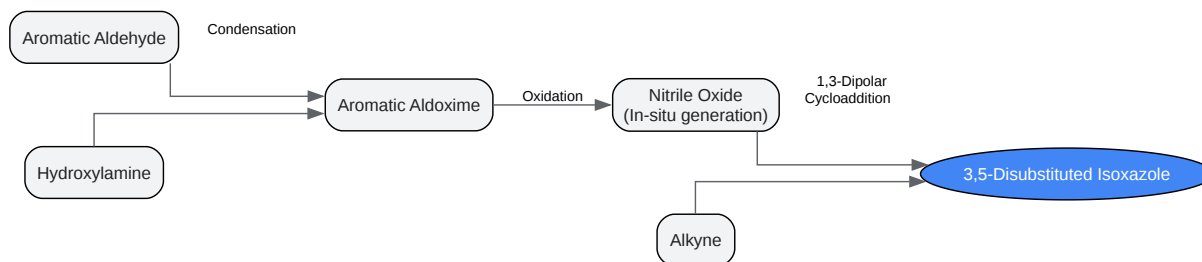 Aromatic Aldehyde
Condensation
Hydroxylamine
Aromatic Aldoxime
Oxidation
Nitrile Oxide
(In-situ generation)
1,3-Dipolar
Cycloaddition
Alkyne
3,5-Disubstituted Isoxazole